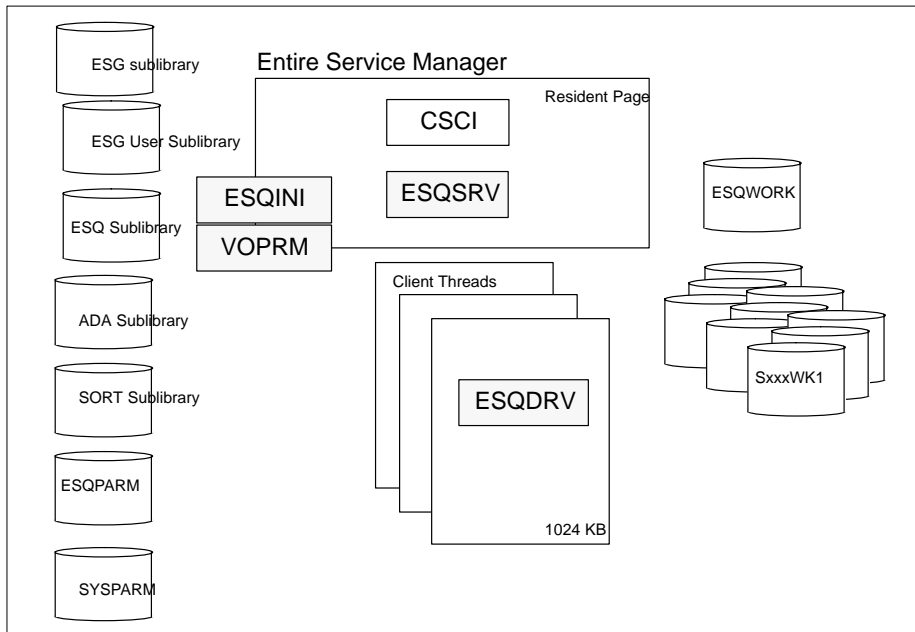 ESG sublibrary
ESG User Sublibrary
ESQ Sublibrary
ADA Sublibrary
SORT Sublibrary
ESQPARM
SYSPARM
Entire Service Manager
Resident Page
CSCI
ESQINI
ESQSRV
VOPRM
Client Threads
ESQDRV
1024 KB
ESQWORK
SxxxWK1